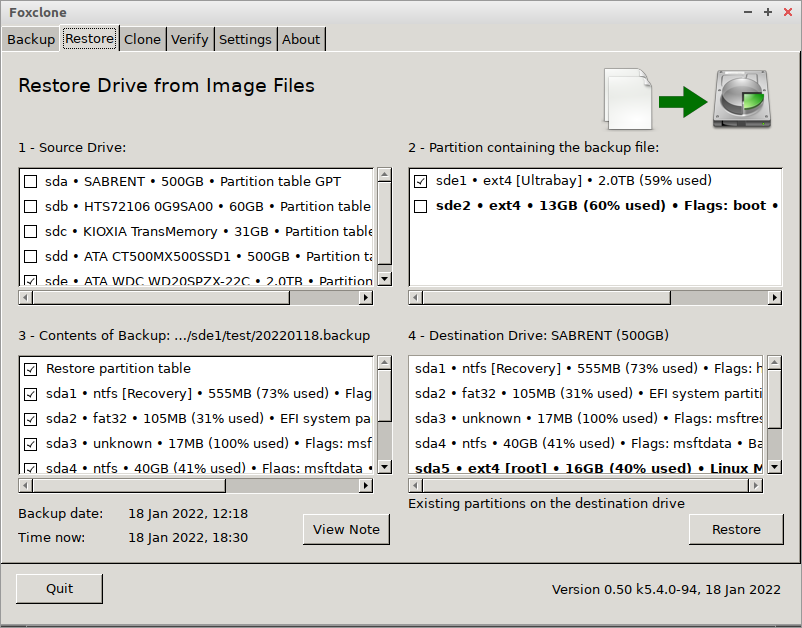 Foxclone
Backup Restore Clone Verify Settings About
Restore Drive from Image Files
1 - Source Drive:
sda • SABRENT • 500GB • Partition table GPT
sdb • HTS72106 0G9SA00 • 60GB • Partition table
sdc • KIOXIA TransMemory • 31GB • Partition table
sdd • ATA CT500MX500SSD1 • 500GB • Partition ta
sde • ATA WDC WD20SPZX-22C • 2.0TB • Partition
2 - Partition containing the backup file:
sde1 • ext4 [Ultrabay] • 2.0TB (59% used)
sde2 • ext4 • 13GB (60% used) • Flags: boot •
3 - Contents of Backup: .../sde1/test/20220118.backup
Restore partition table
sda1 • ntfs [Recovery] • 555MB (73% used) • Flag
sda2 • fat32 • 105MB (31% used) • EFI system pa
sda3 • unknown • 17MB (100% used) • Flags: msf
sda4 • ntfs • 40GB (41% used) • Flags: msftdata •
4 - Destination Drive: SABRENT (500GB)
sda1 • ntfs [Recovery] • 555MB (73% used) • Flags: h
sda2 • fat32 • 105MB (31% used) • EFI system partiti
sda3 • unknown • 17MB (100% used) • Flags: msftres
sda4 • ntfs • 40GB (41% used) • Flags: msftdata • Ba
sda5 • ext4 [root] • 16GB (40% used) • Linux M
Existing partitions on the destination drive
Backup date: 18 Jan 2022, 12:18
Time now: 18 Jan 2022, 18:30
View Note
Restore
Quit
Version 0.50 k5.4.0-94, 18 Jan 2022